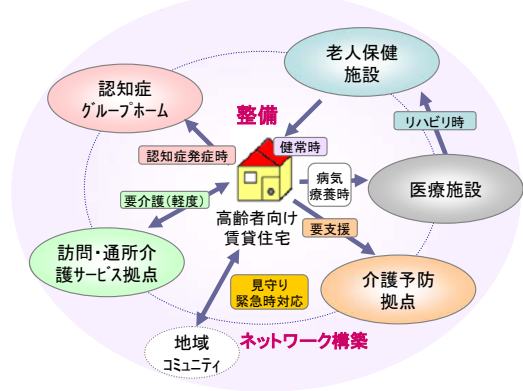 老人保健
施設
認知症
グループホーム
整備
リハビリ時
健常時
認知症発症時
病気
療養時
医療施設
要介護(軽度)
高齢者向け
賃貸住宅
要支援
訪問・通所介
護サービス拠点
介護予防
拠点
見守り
緊急時対応
地域
コミュニティ
ネットワーク構築